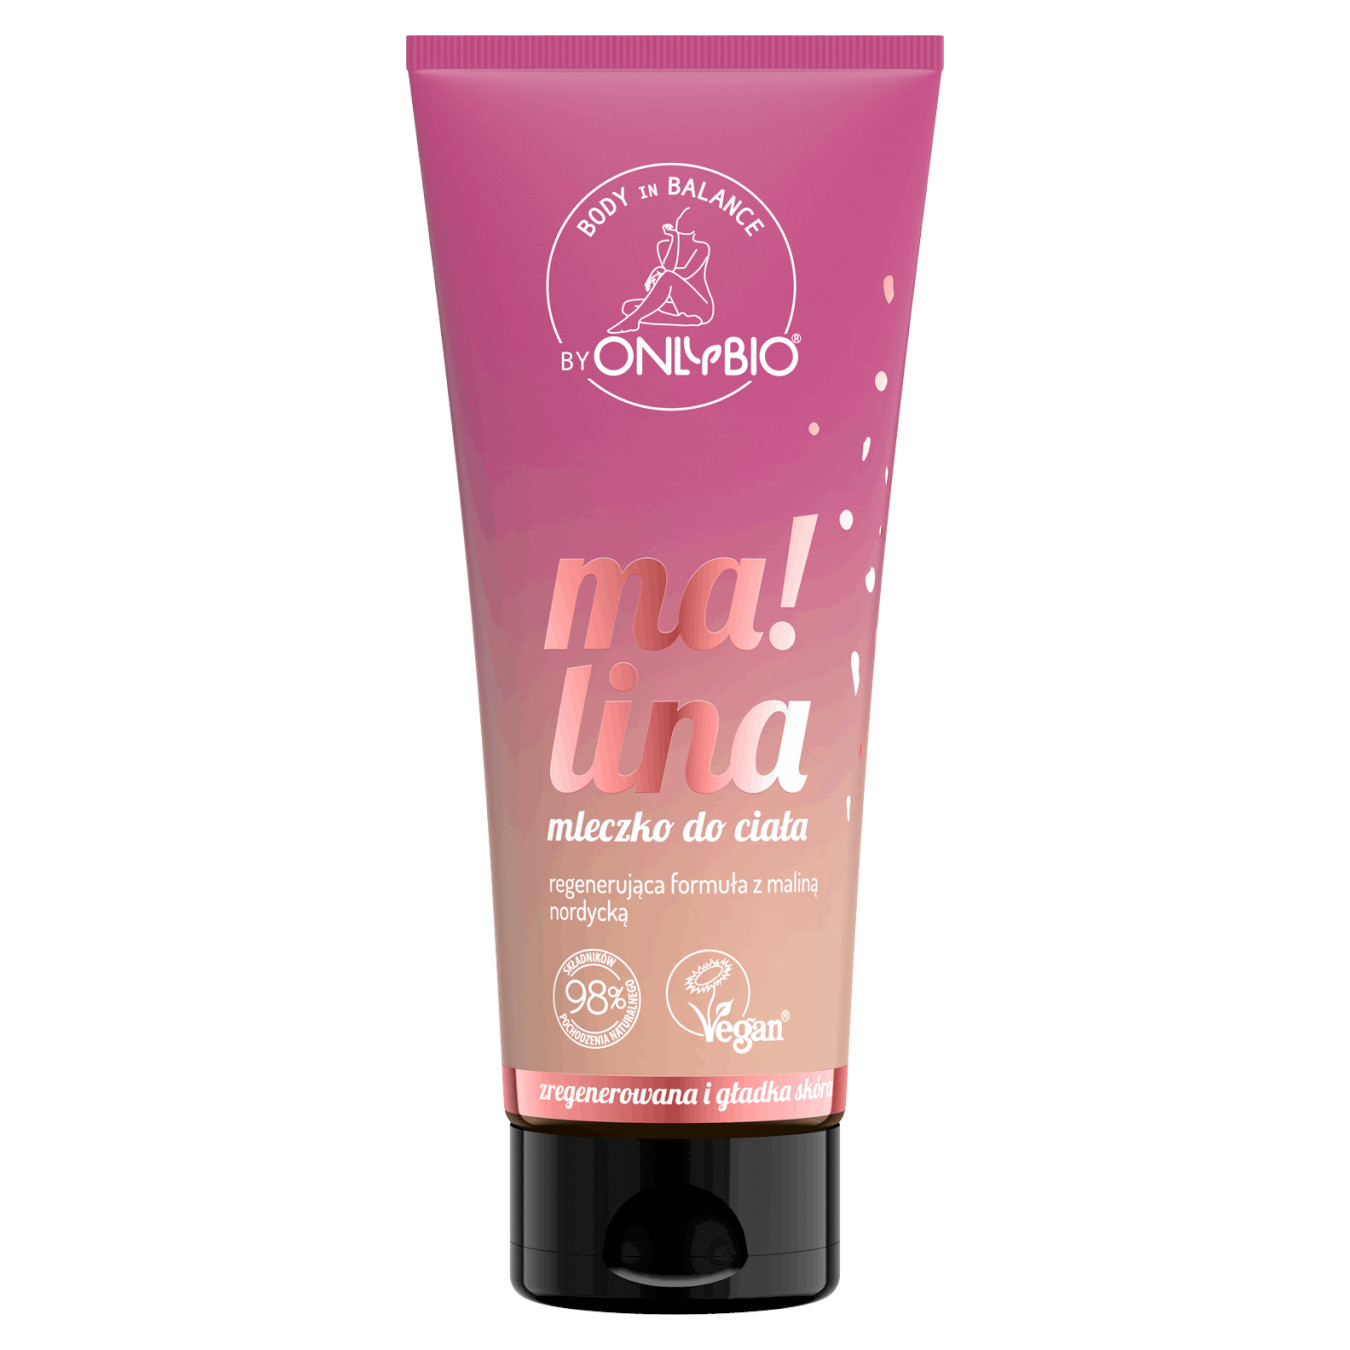 BODY IN BALANCE
BY ONLYBIO®
ma!
lina
mleczko do ciała
regenerująca formuła z maliną
nordycką
SKŁADNIKÓW
98%
POCHODZENIA NATURALNEGO
Vegan®
zregenerowana i gładka skóra